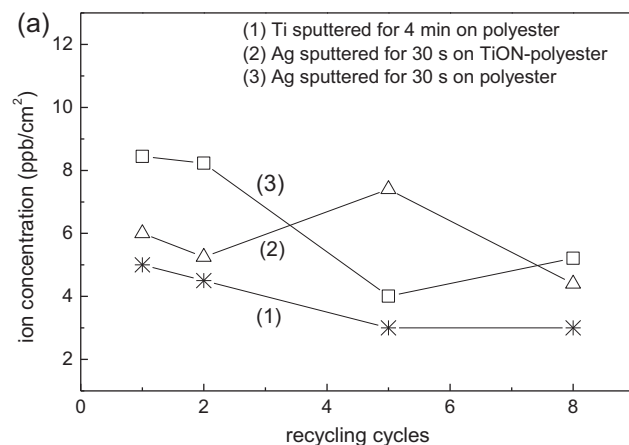 (a)
(1) Ti sputtered for 4 min on polyester
(2) Ag sputtered for 30 s on TiON-polyester
(3) Ag sputtered for 30 s on polyester
12
10
8
6
4
2
ion concentration (ppb/cm²)
(3)
(2)
(1)
0 2 4 6 8
recycling cycles